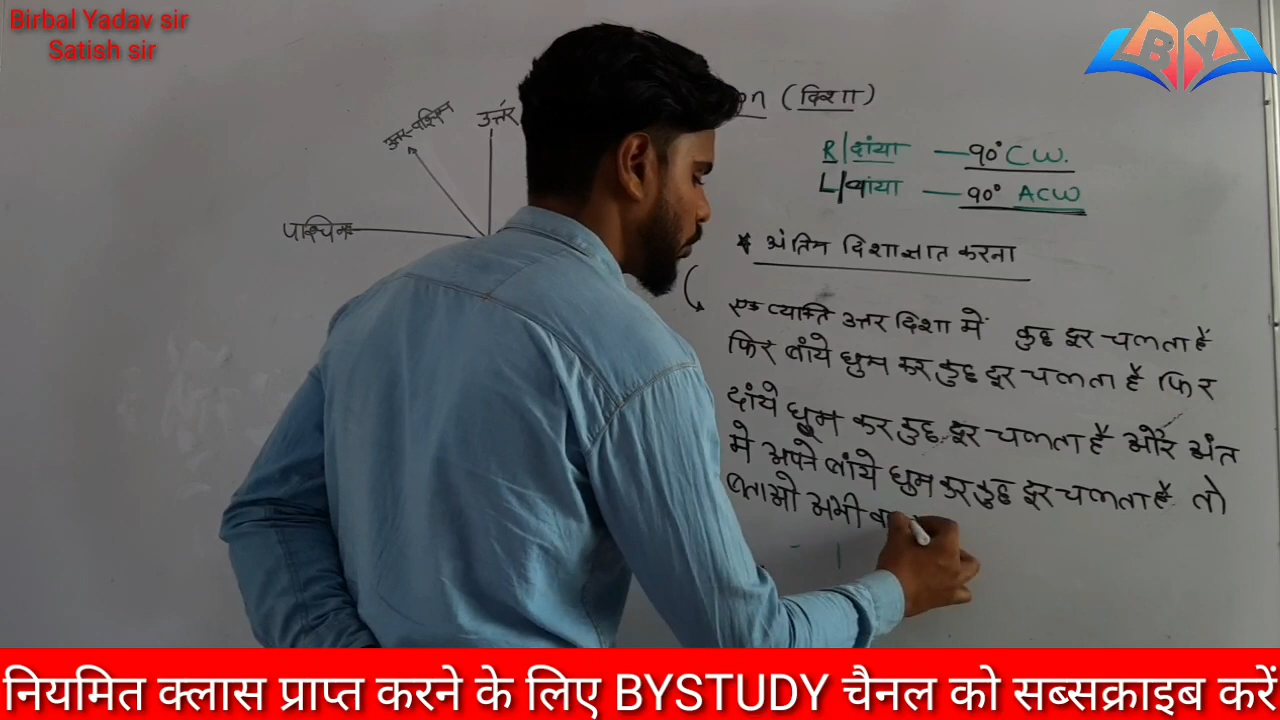 Birbal Yadav sir
Satish sir
BY
(दिशा)
R/दांया — 90° CW.
L/बांया — 90° ACW
उत्तर-पश्चिम
उत्तर
पश्चिम
* अंतिम दिशा ज्ञात करना
एक व्यक्ति उत्तर दिशा में कुछ दूर चलता है
फिर बांये घुम कर कुछ दूर चलता है फिर
दांये घुम कर कुछ दूर चलता है और अंत
मे अपने बांये घुम कर कुछ दूर चलता है तो
बताओ अभी
नियमित क्लास प्राप्त करने के लिए BYSTUDY चैनल को सब्सक्राइब करें